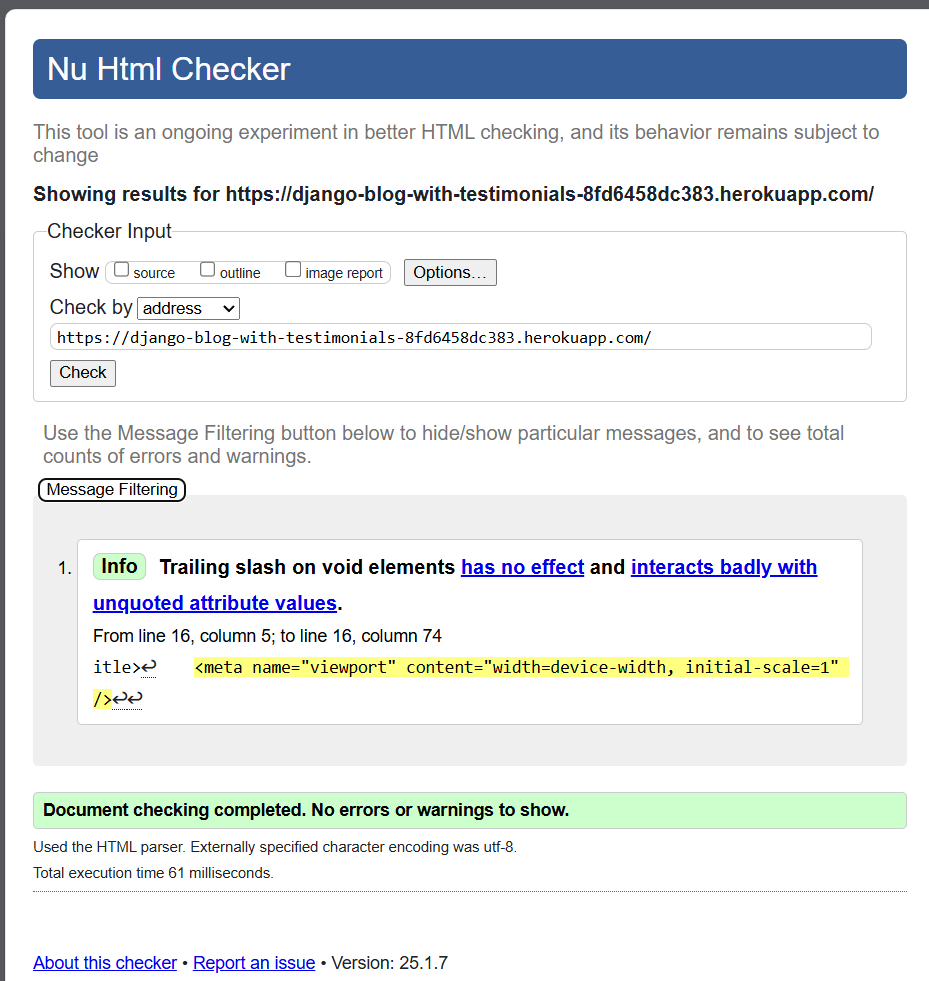 Nu Html Checker
This tool is an ongoing experiment in better HTML checking, and its behavior remains subject to
change
Showing results for https://django-blog-with-testimonials-8fd6458dc383.herokuapp.com/
Checker Input
Show source outline image report Options...
Check by address
https://django-blog-with-testimonials-8fd6458dc383.herokuapp.com/
Check
Use the Message Filtering button below to hide/show particular messages, and to see total
counts of errors and warnings.
Message Filtering
1. Info Trailing slash on void elements has no effect and interacts badly with
unquoted attribute values.
From line 16, column 5; to line 16, column 74
itle>↩ <meta name="viewport" content="width=device-width, initial-scale=1"
/>↩↩
Document checking completed. No errors or warnings to show.
Used the HTML parser. Externally specified character encoding was utf-8.
Total execution time 61 milliseconds.
About this checker • Report an issue • Version: 25.1.7